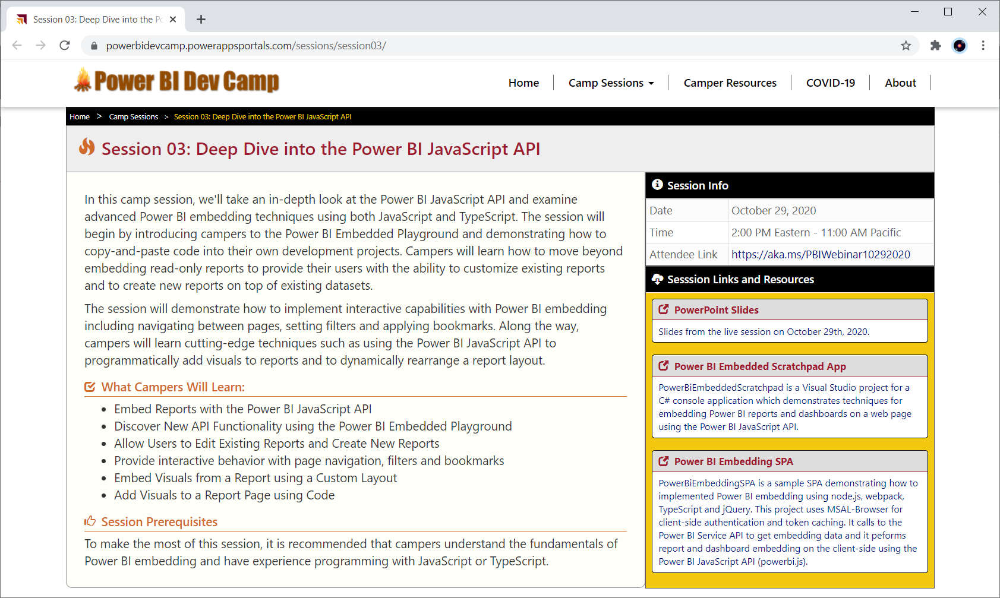 Session 03: Deep Dive into the Po
powerbidevcamp.powerappsportals.com/sessions/session03/
Power BI Dev Camp
Home
Camp Sessions
Camper Resources
COVID-19
About
Home > Camp Sessions > Session 03: Deep Dive into the Power BI JavaScript API
Session 03: Deep Dive into the Power BI JavaScript API
In this camp session, we'll take an in-depth look at the Power BI JavaScript API and examine
advanced Power BI embedding techniques using both JavaScript and TypeScript. The session will
begin by introducing campers to the Power BI Embedded Playground and demonstrating how to
copy-and-paste code into their own development projects. Campers will learn how to move beyond
embedding read-only reports to provide their users with the ability to customize existing reports
and to create new reports on top of existing datasets.
The session will demonstrate how to implement interactive capabilities with Power BI embedding
including navigating between pages, setting filters and applying bookmarks. Along the way,
campers will learn cutting-edge techniques such as using the Power BI JavaScript API to
programmatically add visuals to reports and to dynamically rearrange a report layout.
What Campers Will Learn:
• Embed Reports with the Power BI JavaScript API
• Discover New API Functionality using the Power BI Embedded Playground
• Allow Users to Edit Existing Reports and Create New Reports
• Provide interactive behavior with page navigation, filters and bookmarks
• Embed Visuals from a Report using a Custom Layout
• Add Visuals to a Report Page using Code
Session Prerequisites
To make the most of this session, it is recommended that campers understand the fundamentals of
Power BI embedding and have experience programming with JavaScript or TypeScript.
Session Info
Date October 29, 2020
Time 2:00 PM Eastern - 11:00 AM Pacific
Attendee Link https://aka.ms/PBIWebinar10292020
Sesssion Links and Resources
PowerPoint Slides
Slides from the live session on October 29th, 2020.
Power BI Embedded Scratchpad App
PowerBiEmbeddedScratchpad is a Visual Studio project for a
C# console application which demonstrates techniques for
embedding Power BI reports and dashboards on a web page
using the Power BI JavaScript API.
Power BI Embedding SPA
PowerBiEmbeddingSPA is a sample SPA demonstrating how to
implemented Power BI embedding using node.js, webpack,
TypeScript and jQuery. This project uses MSAL-Browser for
client-side authentication and token caching. It calls to the
Power BI Service API to get embedding data and it peforms
report and dashboard embedding on the client-side using the
Power BI JavaScript API (powerbi.js).